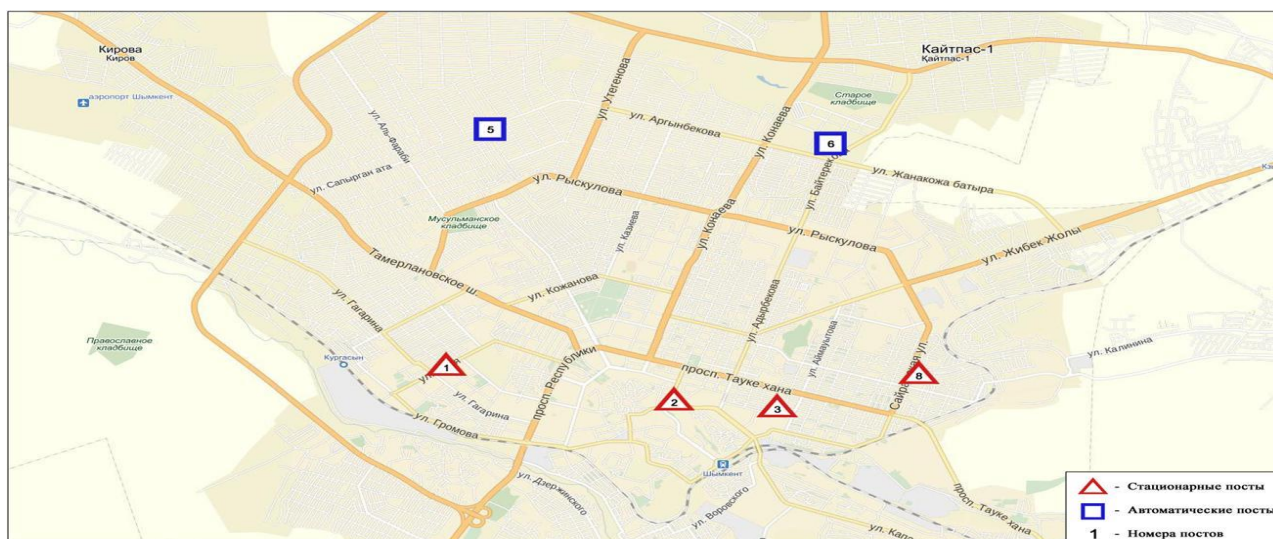 Кирова
Киров
Кайтпас-1
Қайтпас-1
аэропорт Шымкент
Старое
кладбище
ул. Утегенова
ул. Конаева
ул. Аль-Фараби
5
ул. Аргынбекова
6
ул. Байтерекова
ул. Жанакожа батыра
ул. Сапырган ата
ул. Рыскулова
Мусульманское
кладбище
ул. Казиева
ул. Конаева
ул. Рыскулова
ул. Жибек Жолы
Тамерлановское ш.
ул. Кожанова
ул. Гагарина
ул. Адырбекова
ул. Аймаутова
Православное
кладбище
Кургасын
1
просп. Республики
просп. Тауке хана
8
ул. Калинина
2
3
ул. Гагарина
ул. Громова
Шымкент
ул. Дзержинского
ул. Воровского
просп. Тауке хана
- Стационарные посты
- Автоматические посты
1 - Номера постов